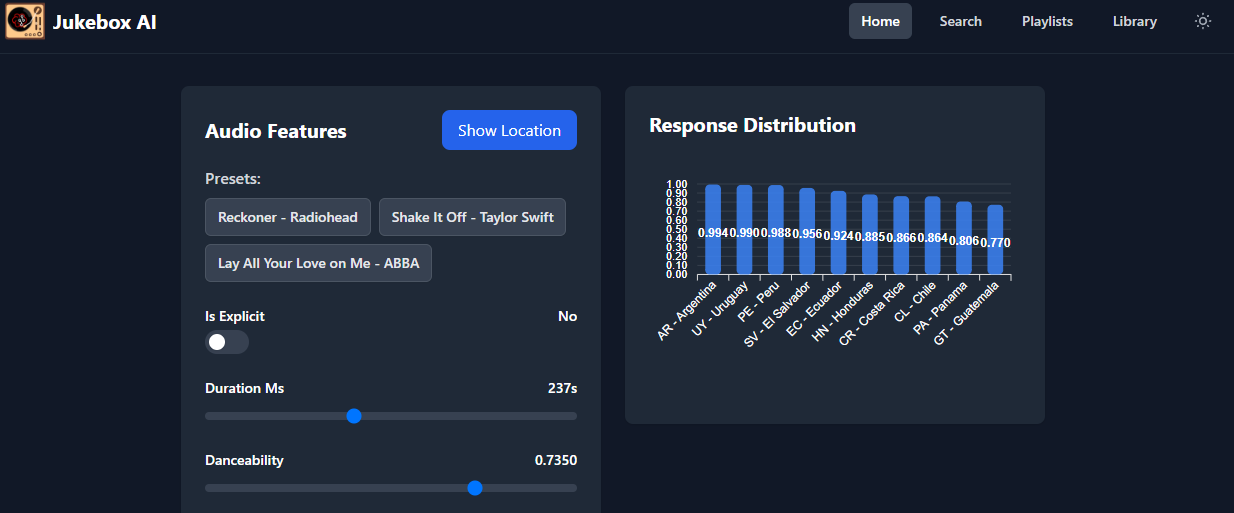 Jukebox AI
Home Search Playlists Library
Audio Features
Show Location
Presets:
Reckoner - Radiohead
Shake It Off - Taylor Swift
Lay All Your Love on Me - ABBA
Is Explicit No
Duration Ms 237s
Danceability 0.7350
Response Distribution
1.00
0.90
0.80
0.70
0.60
0.50
0.40
0.30
0.20
0.10
0.00
0.994 0.990 0.988 0.956 0.924 0.885 0.866 0.864 0.806 0.770
AR - Argentina
UY - Uruguay
PE - Peru
SV - El Salvador
EC - Ecuador
HN - Honduras
CR - Costa Rica
CL - Chile
PA - Panama
GT - Guatemala